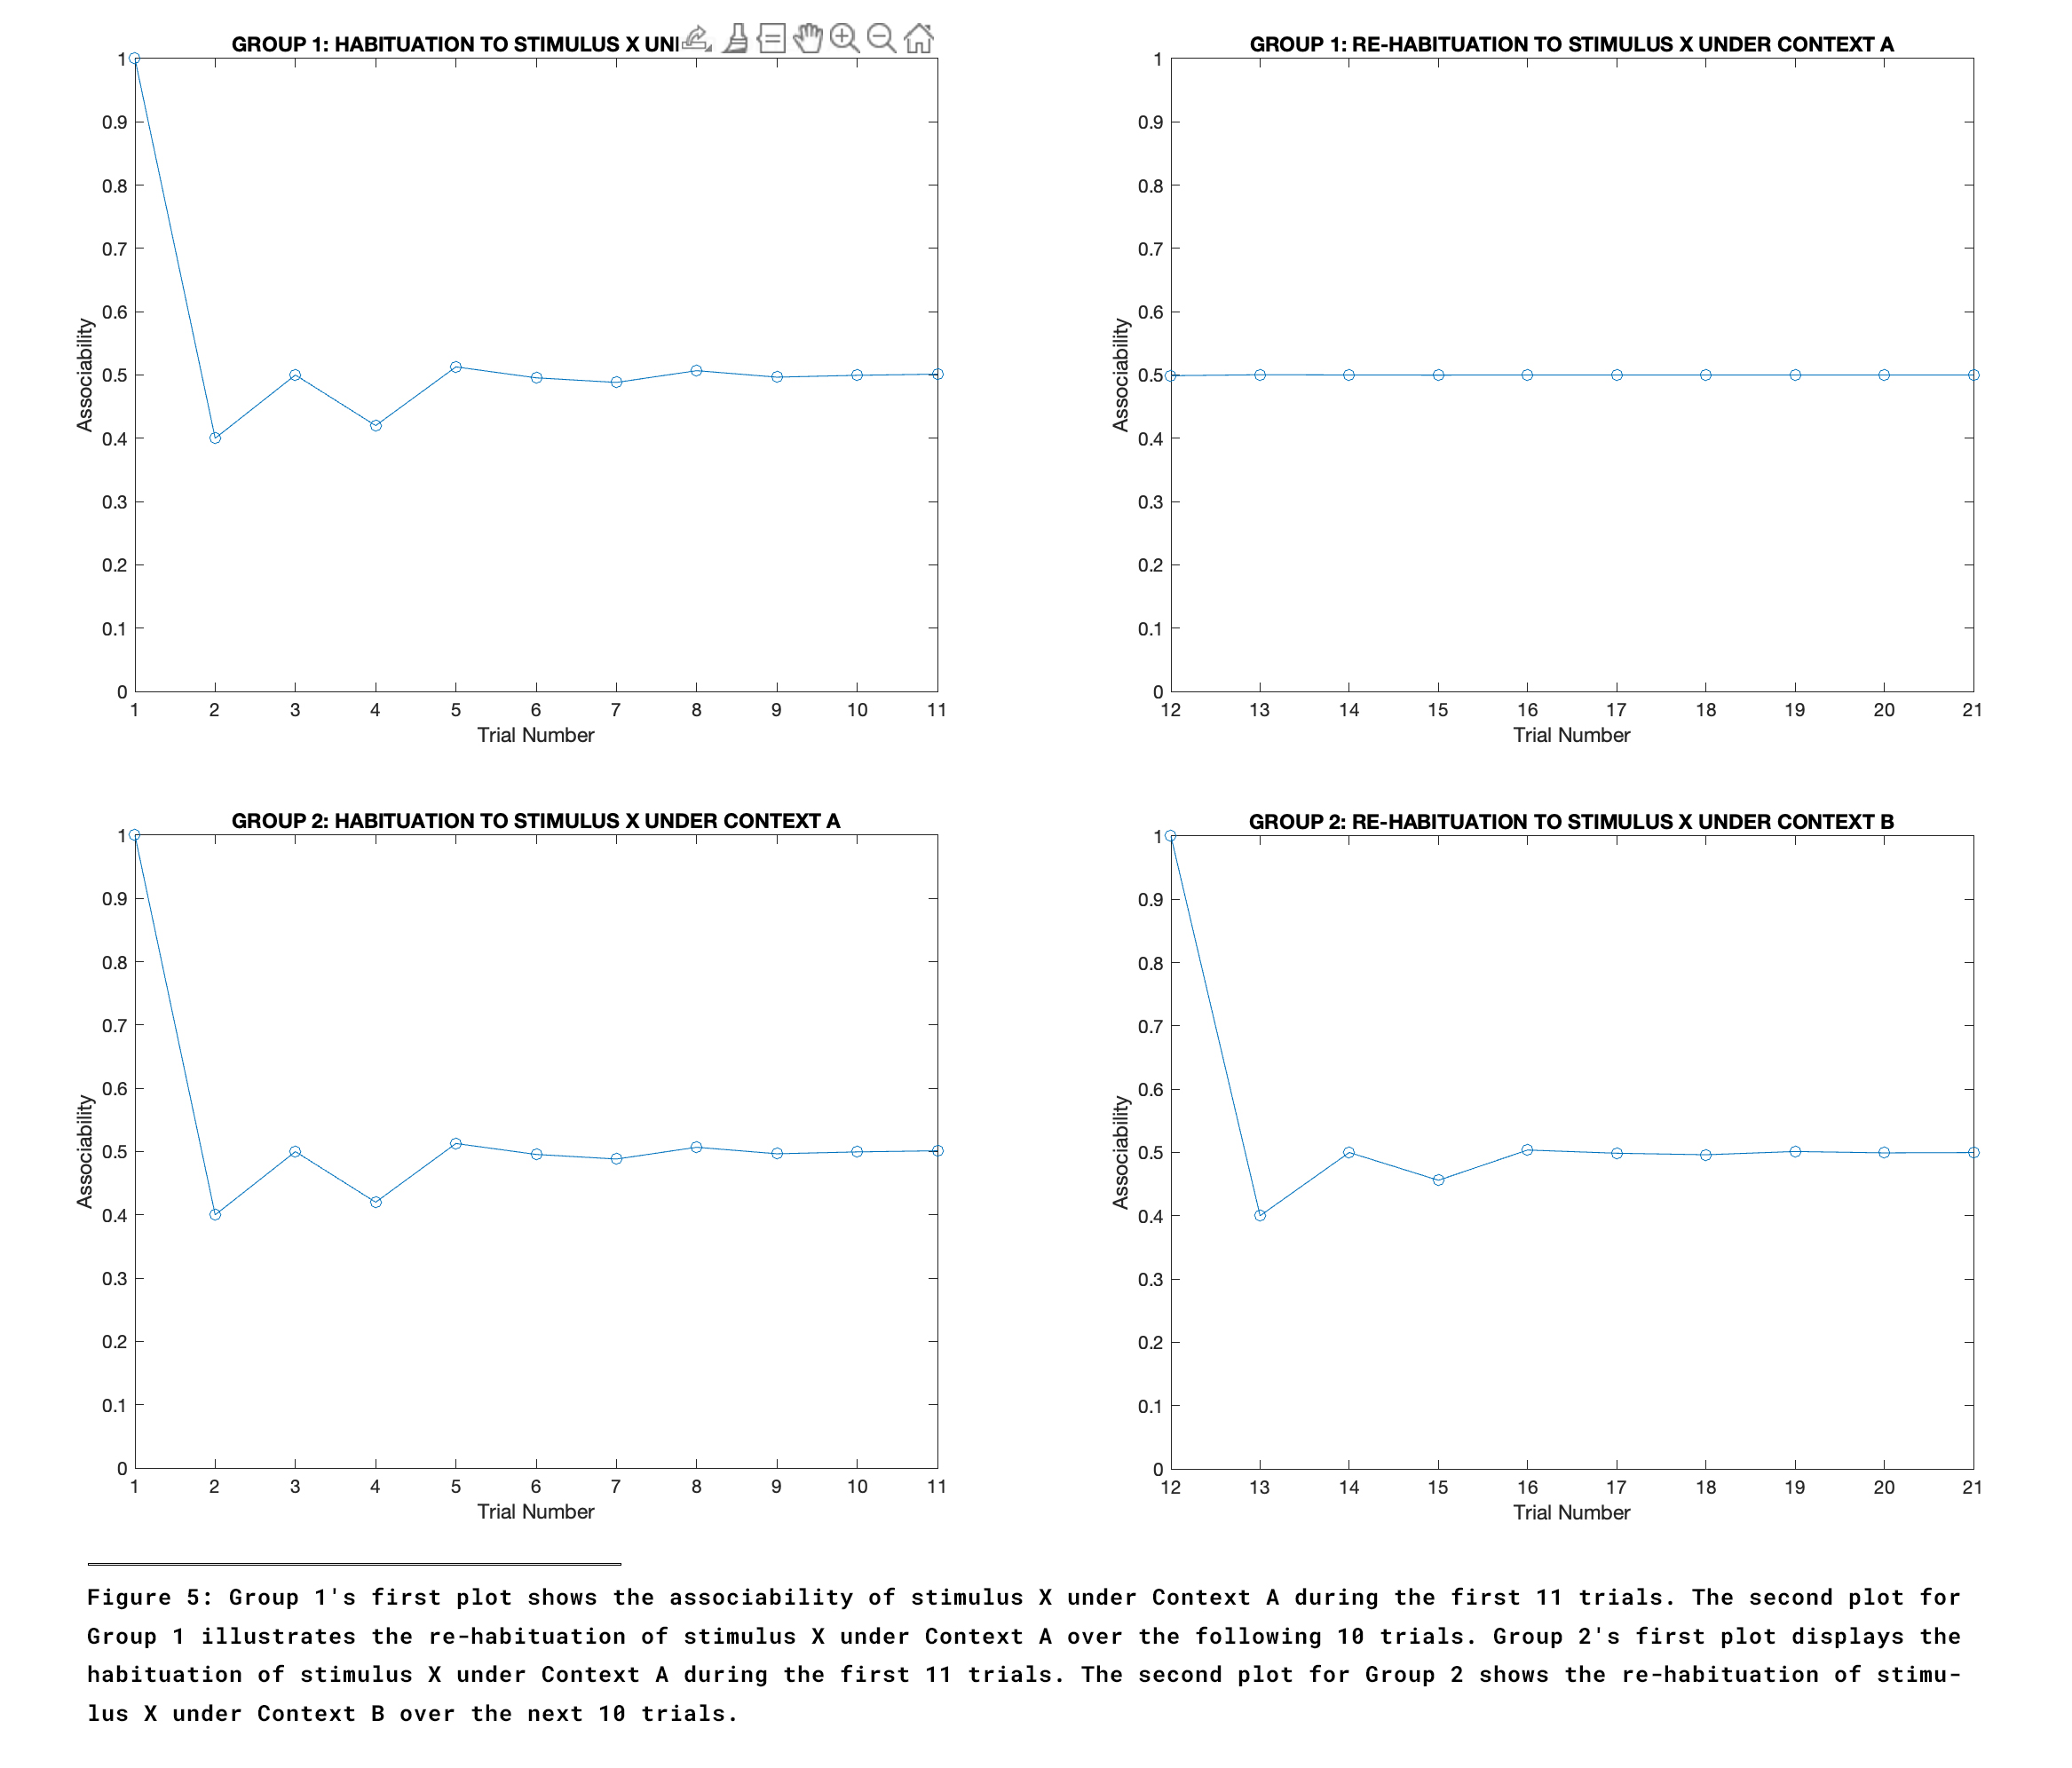 GROUP 1: HABITUATION TO STIMULUS X
1
0.9
0.8
0.7
0.6
0.5
0.4
0.3
0.2
0.1
0
Associability
1 2 3 4 5 6 7 8 9 10 11
Trial Number
GROUP 1: RE-HABITUATION TO STIMULUS X UNDER CONTEXT A
1
0.9
0.8
0.7
0.6
0.5
0.4
0.3
0.2
0.1
0
Associability
12 13 14 15 16 17 18 19 20 21
Trial Number
GROUP 2: HABITUATION TO STIMULUS X UNDER CONTEXT A
1
0.9
0.8
0.7
0.6
0.5
0.4
0.3
0.2
0.1
0
Associability
1 2 3 4 5 6 7 8 9 10 11
Trial Number
GROUP 2: RE-HABITUATION TO STIMULUS X UNDER CONTEXT B
1
0.9
0.8
0.7
0.6
0.5
0.4
0.3
0.2
0.1
0
Associability
12 13 14 15 16 17 18 19 20 21
Trial Number
Figure 5: Group 1's first plot shows the associability of stimulus X under Context A during the first 11 trials. The second plot for
Group 1 illustrates the re-habituation of stimulus X under Context A over the following 10 trials. Group 2's first plot displays the
habituation of stimulus X under Context A during the first 11 trials. The second plot for Group 2 shows the re-habituation of stimu-
lus X under Context B over the next 10 trials.